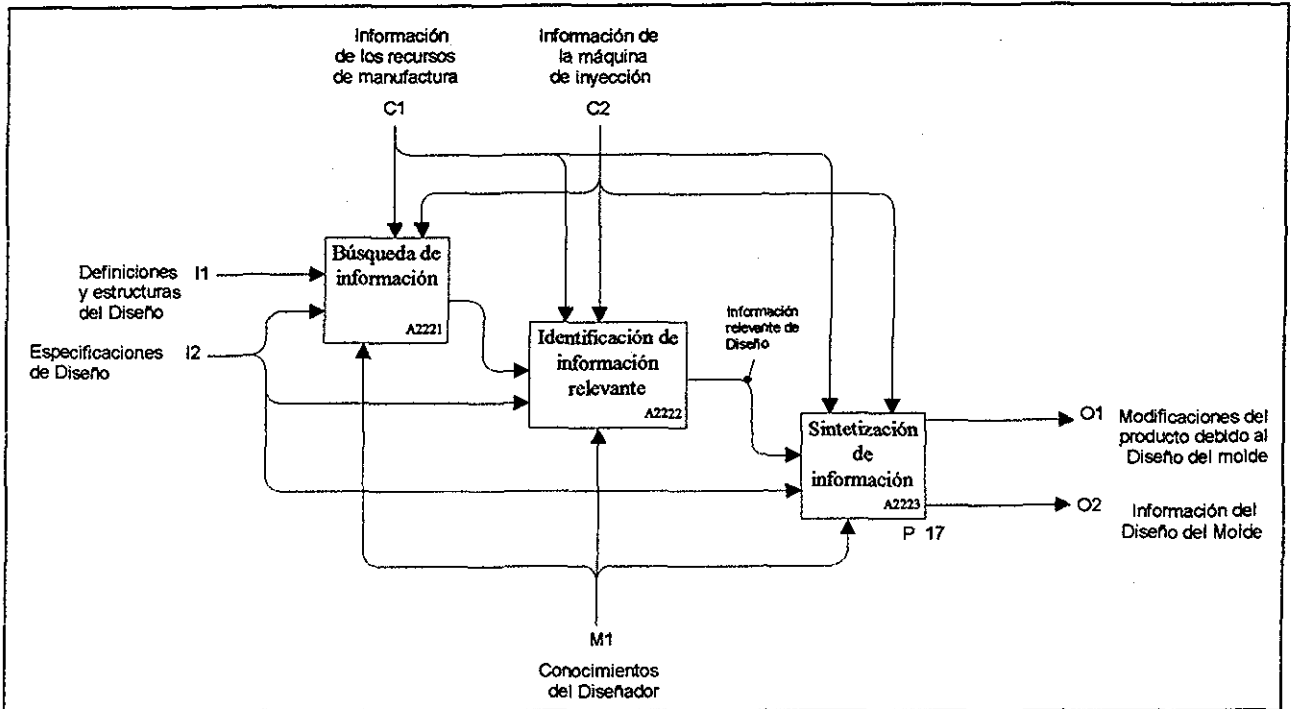 Información
de los recursos
de manufactura
C1
Información de
la máquina
de inyección
C2
Definiciones
y estructuras
del Diseño
I1
Especificaciones
de Diseño
I2
Búsqueda de
información
A2221
Identificación de
información
relevante
A2222
Información
relevante de
Diseño
Sintetización
de
información
A2223
P 17
O1
Modificaciones del
producto debido al
Diseño del molde
O2
Información del
Diseño del Molde
M1
Conocimientos
del Diseñador